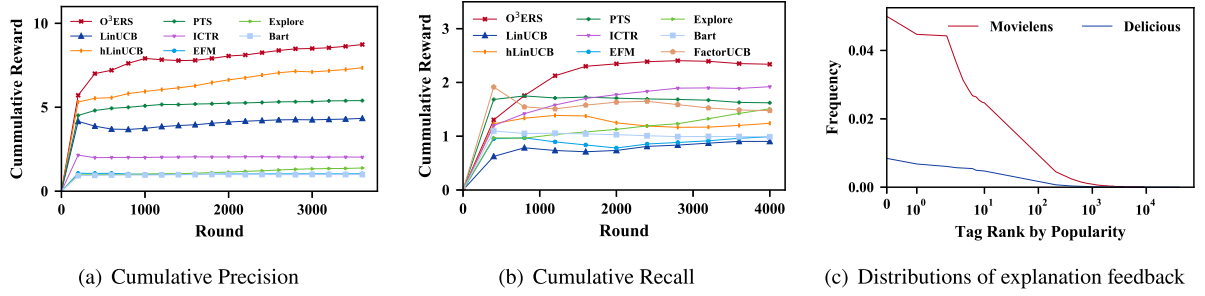 Cummulative Reward
10
5
0
O³ERS
LinUCB
hLinUCB
PTS
ICTR
EFM
Explore
Bart
0 1000 2000 3000
Round
(a) Cumulative Precision
Cummulative Reward
3
2
1
0
O³ERS
LinUCB
hLinUCB
PTS
ICTR
EFM
Explore
Bart
FactorUCB
0 1000 2000 3000 4000
Round
(b) Cumulative Recall
Frequency
0.04
0.02
0.00
Movielens Delicious
0 10⁰ 10¹ 10² 10³ 10⁴
Tag Rank by Popularity
(c) Distributions of explanation feedback